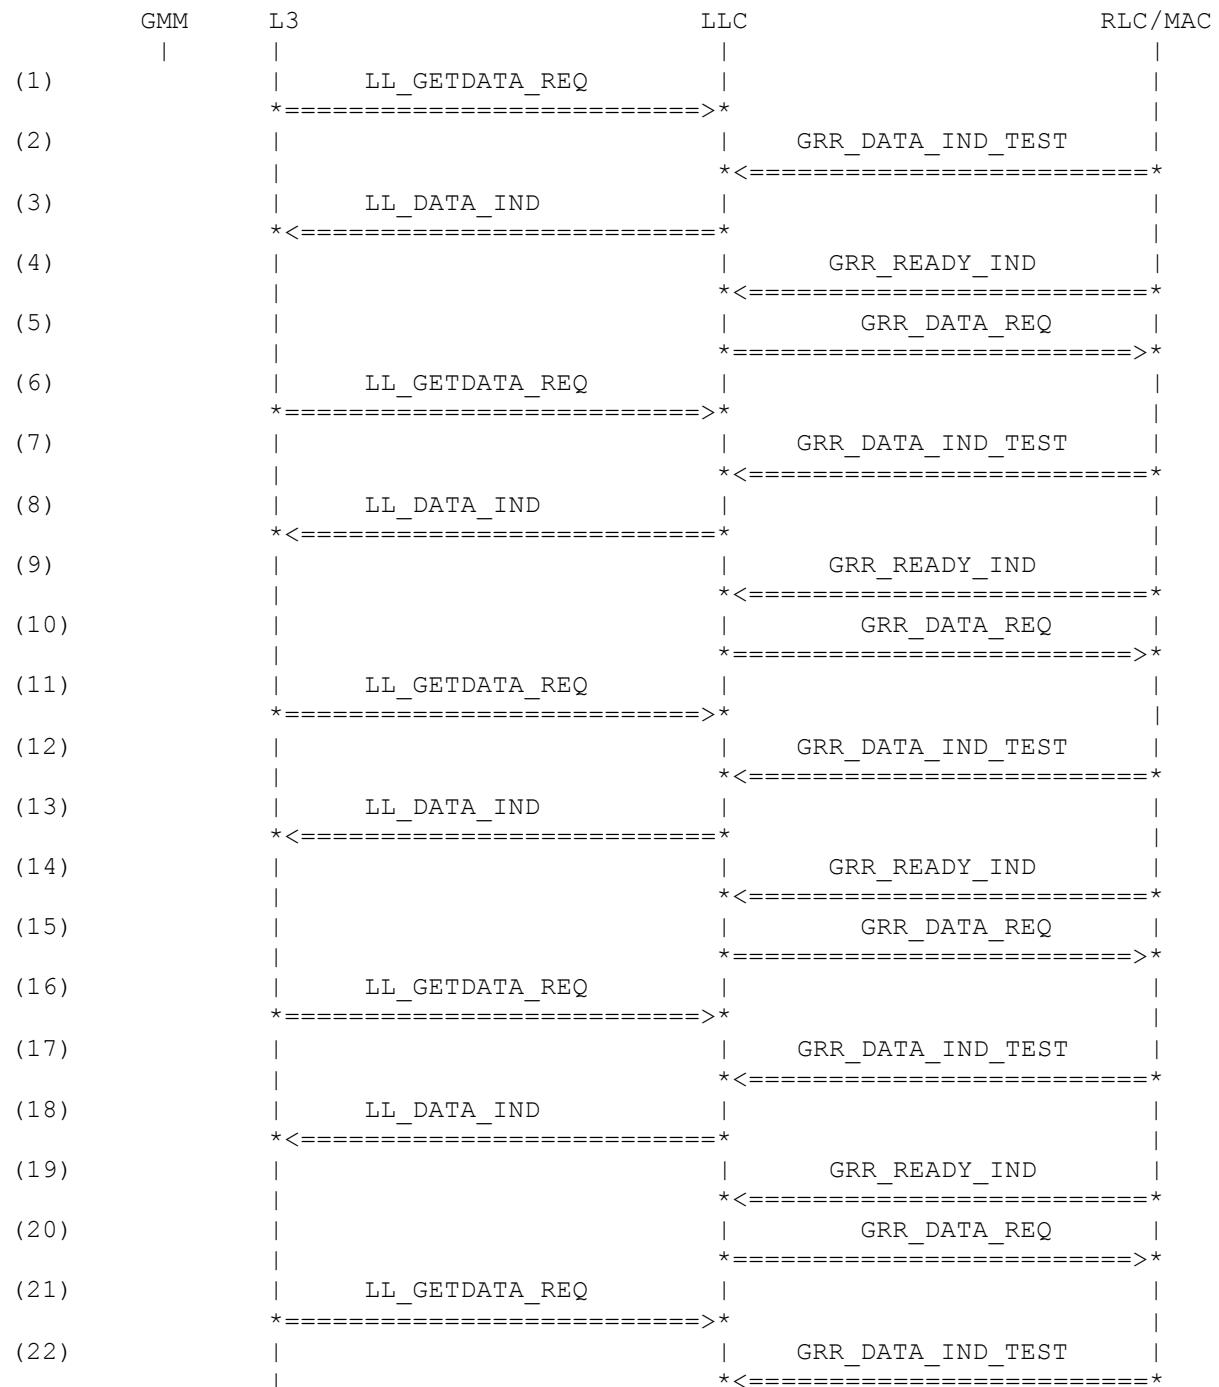 GMM     L3                          LLC                      RLC/MAC
         |      |                           |                          |
(1)             |     LL_GETDATA_REQ        |                          |
                *==========================>*                          |
(2)             |                           |    GRR_DATA_IND_TEST     |
                |                           *<=========================*
(3)             |     LL_DATA_IND           |                          |
                *<==========================*                          |
(4)             |                           |      GRR_READY_IND       |
                |                           *<=========================*
(5)             |                           |        GRR_DATA_REQ      |
                |                           *=========================>*
(6)             |     LL_GETDATA_REQ        |                          |
                *==========================>*                          |
(7)             |                           |    GRR_DATA_IND_TEST     |
                |                           *<=========================*
(8)             |     LL_DATA_IND           |                          |
                *<==========================*                          |
(9)             |                           |      GRR_READY_IND       |
                |                           *<=========================*
(10)            |                           |        GRR_DATA_REQ      |
                |                           *=========================>*
(11)            |     LL_GETDATA_REQ        |                          |
                *==========================>*                          |
(12)            |                           |    GRR_DATA_IND_TEST     |
                |                           *<=========================*
(13)            |     LL_DATA_IND           |                          |
                *<==========================*                          |
(14)            |                           |      GRR_READY_IND       |
                |                           *<=========================*
(15)            |                           |        GRR_DATA_REQ      |
                |                           *=========================>*
(16)            |     LL_GETDATA_REQ        |                          |
                *==========================>*                          |
(17)            |                           |    GRR_DATA_IND_TEST     |
                |                           *<=========================*
(18)            |     LL_DATA_IND           |                          |
                *<==========================*                          |
(19)            |                           |      GRR_READY_IND       |
                |                           *<=========================*
(20)            |                           |        GRR_DATA_REQ      |
                |                           *=========================>*
(21)            |     LL_GETDATA_REQ        |                          |
                *==========================>*                          |
(22)            |                           |    GRR_DATA_IND_TEST     |
                |                           *<=========================*